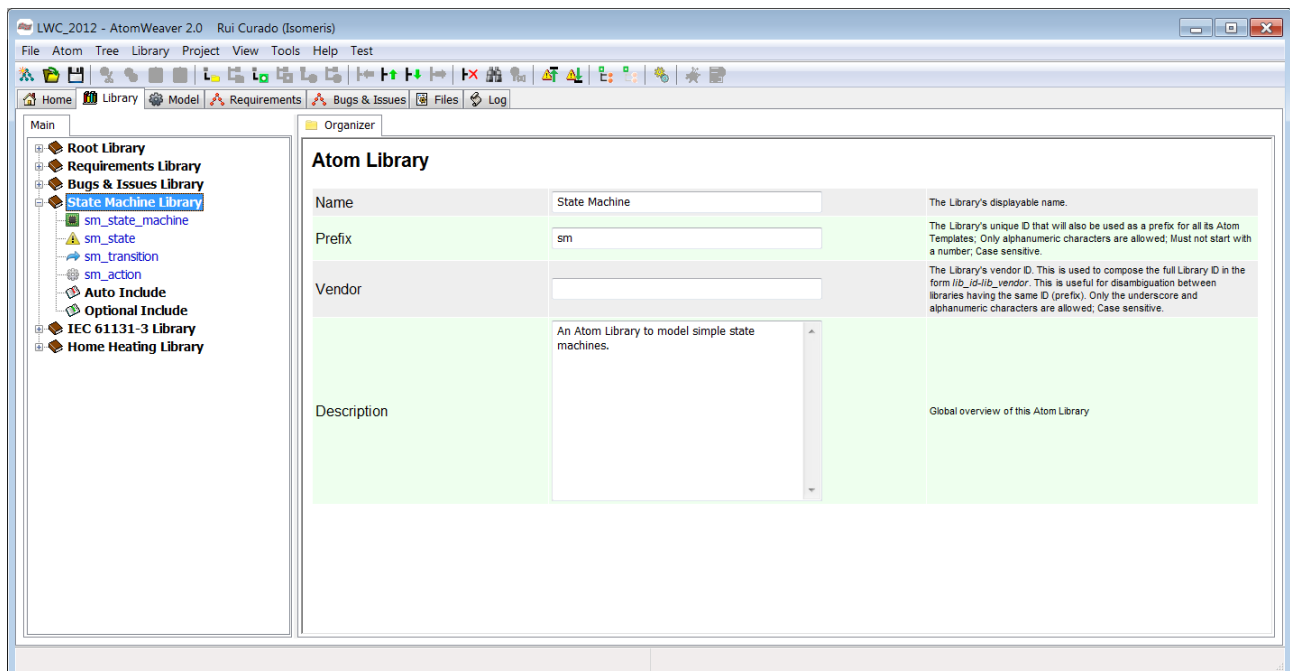 LWC_2012 - AtomWeaver 2.0    Rui Curado (Isomeris)
File Atom Tree Library Project View Tools Help Test
Home Library Model Requirements Bugs & Issues Files Log
Main
Root Library
Requirements Library
Bugs & Issues Library
State Machine Library
sm_state_machine
sm_state
sm_transition
sm_action
Auto Include
Optional Include
IEC 61131-3 Library
Home Heating Library
Organizer
Atom Library
Name
State Machine
The Library's displayable name.
Prefix
sm
The Library's unique ID that will also be used as a prefix for all its Atom
Templates; Only alphanumeric characters are allowed; Must not start with
a number; Case sensitive.
Vendor
The Library's vendor ID. This is used to compose the full Library ID in the
form lib_id-lib_vendor. This is useful for disambiguation between
libraries having the same ID (prefix). Only the underscore and
alphanumeric characters are allowed; Case sensitive.
Description
An Atom Library to model simple state
machines.
Global overview of this Atom Library